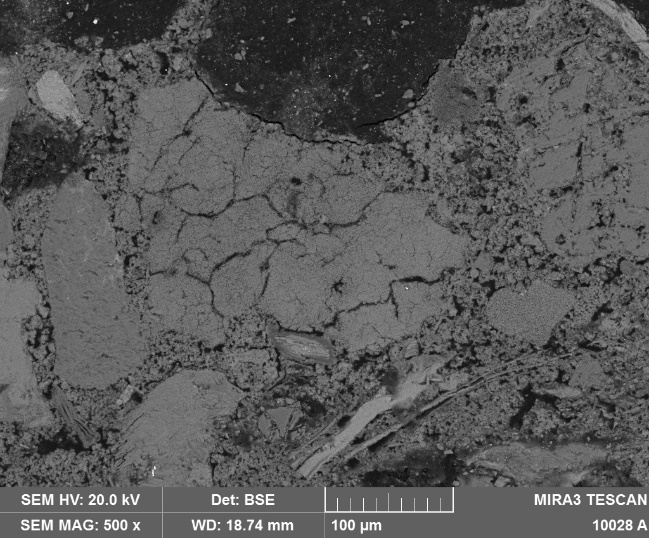 SEM HV: 20.0 kV Det: BSE MIRA3 TESCAN
SEM MAG: 500 x WD: 18.74 mm 100 µm 10028 A